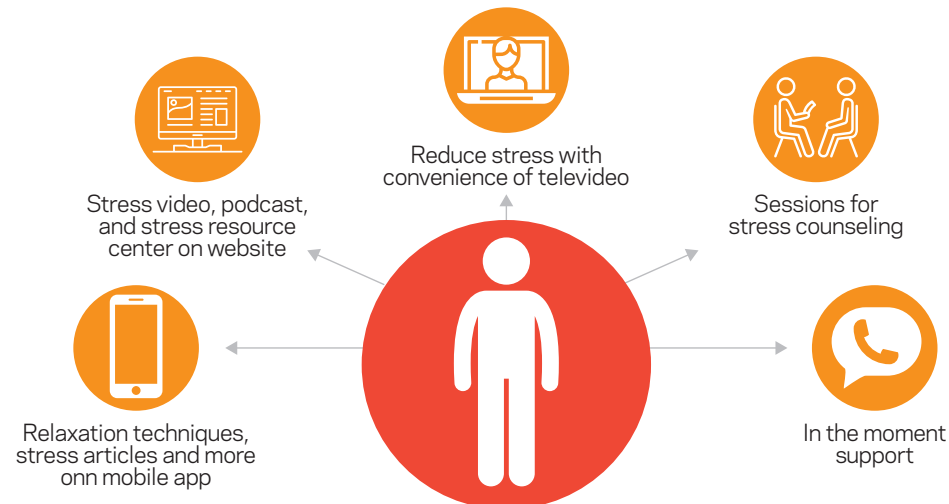 Reduce stress with
convenience of televideo
Stress video, podcast,
and stress resource
center on website
Sessions for
stress counseling
Relaxation techniques,
stress articles and more
onn mobile app
In the moment
support